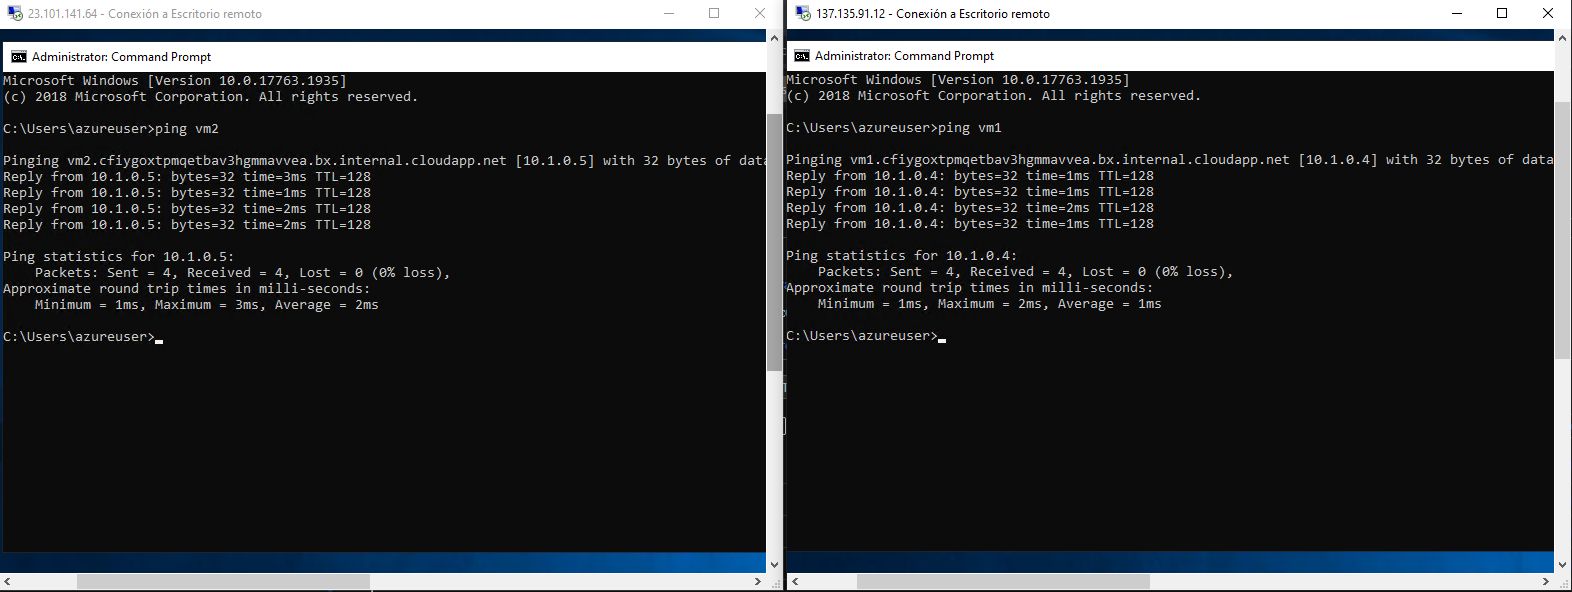 23.101.141.64 - Conexión a Escritorio remoto
Administrator: Command Prompt
Microsoft Windows [Version 10.0.17763.1935]
(c) 2018 Microsoft Corporation. All rights reserved.
C:\Users\azureuser>ping vm2
Pinging vm2.cfiygoxtpmqetbav3hgmmavvea.bx.internal.cloudapp.net [10.1.0.5] with 32 bytes of data
Reply from 10.1.0.5: bytes=32 time=3ms TTL=128
Reply from 10.1.0.5: bytes=32 time=1ms TTL=128
Reply from 10.1.0.5: bytes=32 time=2ms TTL=128
Reply from 10.1.0.5: bytes=32 time=2ms TTL=128
Ping statistics for 10.1.0.5:
Packets: Sent = 4, Received = 4, Lost = 0 (0% loss),
Approximate round trip times in milli-seconds:
Minimum = 1ms, Maximum = 3ms, Average = 2ms
C:\Users\azureuser>
137.135.91.12 - Conexión a Escritorio remoto
Administrator: Command Prompt
Microsoft Windows [Version 10.0.17763.1935]
(c) 2018 Microsoft Corporation. All rights reserved.
C:\Users\azureuser>ping vm1
Pinging vm1.cfiygoxtpmqetbav3hgmmavvea.bx.internal.cloudapp.net [10.1.0.4] with 32 bytes of data
Reply from 10.1.0.4: bytes=32 time=1ms TTL=128
Reply from 10.1.0.4: bytes=32 time=1ms TTL=128
Reply from 10.1.0.4: bytes=32 time=2ms TTL=128
Reply from 10.1.0.4: bytes=32 time=1ms TTL=128
Ping statistics for 10.1.0.4:
Packets: Sent = 4, Received = 4, Lost = 0 (0% loss),
Approximate round trip times in milli-seconds:
Minimum = 1ms, Maximum = 2ms, Average = 1ms
C:\Users\azureuser>